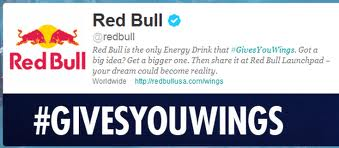 Red Bull
@redbull
Red Bull
Red Bull is the only Energy Drink that #GivesYouWings. Got a
big idea? Get a bigger one. Then share it at Red Bull Launchpad –
your dream could become reality.
Worldwide http://redbullusa.com/wings
#GIVESYOUWINGS